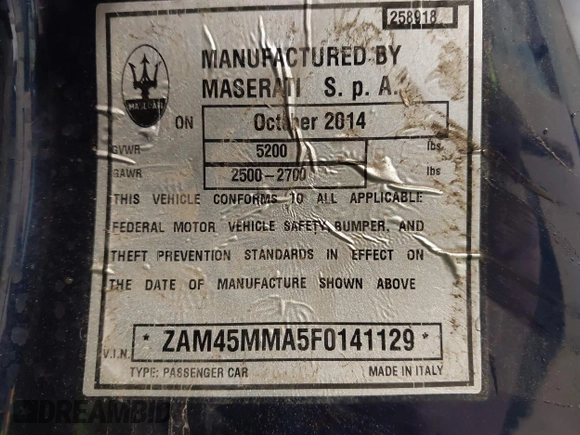 258918
MASERATI
MANUFACTURED BY
MASERATI S. p. A.
ON October 2014
GVWR 5200 lbs
GAWR 2500-2700 lbs
THIS VEHICLE CONFORMS TO ALL APPLICABLE
FEDERAL MOTOR VEHICLE SAFETY, BUMPER, AND
THEFT PREVENTION STANDARDS IN EFFECT ON
THE DATE OF MANUFACTURE SHOWN ABOVE
V.I.N. * ZAM45MMA5F0141129 *
TYPE: PASSENGER CAR MADE IN ITALY
DREAMBID